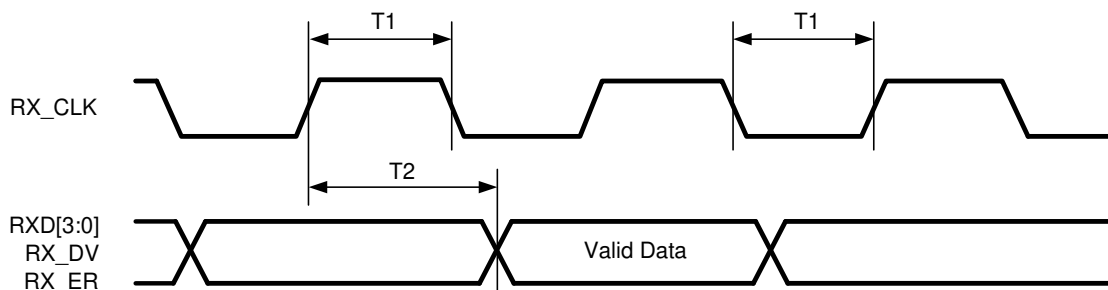 T1
T1
RX_CLK
T2
RXD[3:0]
RX_DV
Valid Data
RX_ER